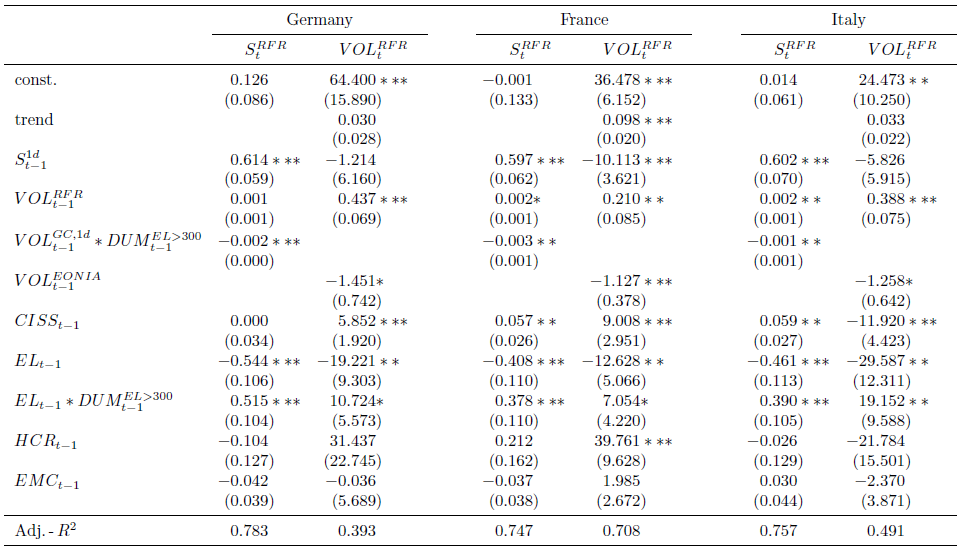 Germany France Italy
S_t^{RFR} VOL_t^{RFR} S_t^{RFR} VOL_t^{RFR} S_t^{RFR} VOL_t^{RFR}
const. 0.126 64.400∗∗∗ −0.001 36.478∗∗∗ 0.014 24.473∗∗
(0.086) (15.890) (0.133) (6.152) (0.061) (10.250)
trend 0.030 0.098∗∗∗ 0.033
(0.028) (0.020) (0.022)
S_{t−1}^{1d} 0.614∗∗∗ −1.214 0.597∗∗∗ −10.113∗∗∗ 0.602∗∗∗ −5.826
(0.059) (6.160) (0.062) (3.621) (0.070) (5.915)
VOL_{t−1}^{RFR} 0.001 0.437∗∗∗ 0.002∗ 0.210∗∗ 0.002∗∗ 0.388∗∗∗
(0.001) (0.069) (0.001) (0.085) (0.001) (0.075)
VOL_{t−1}^{GC,1d} ∗ DUM_{t−1}^{EL>300} −0.002∗∗∗ −0.003∗∗ −0.001∗∗
(0.000) (0.001) (0.001)
VOL_{t−1}^{EONIA} −1.451∗ −1.127∗∗∗ −1.258∗
(0.742) (0.378) (0.642)
CISS_{t−1} 0.000 5.852∗∗∗ 0.057∗∗ 9.008∗∗∗ 0.059∗∗ −11.920∗∗∗
(0.034) (1.920) (0.026) (2.951) (0.027) (4.423)
EL_{t−1} −0.544∗∗∗ −19.221∗∗ −0.408∗∗∗ −12.628∗∗ −0.461∗∗∗ −29.587∗∗
(0.106) (9.303) (0.110) (5.066) (0.113) (12.311)
EL_{t−1} ∗ DUM_{t−1}^{EL>300} 0.515∗∗∗ 10.724∗ 0.378∗∗∗ 7.054∗ 0.390∗∗∗ 19.152∗∗
(0.104) (5.573) (0.110) (4.220) (0.105) (9.588)
HCR_{t−1} −0.104 31.437 0.212 39.761∗∗∗ −0.026 −21.784
(0.127) (22.745) (0.162) (9.628) (0.129) (15.501)
EMC_{t−1} −0.042 −0.036 −0.037 1.985 0.030 −2.370
(0.039) (5.689) (0.038) (2.672) (0.044) (3.871)
Adj.-R^2 0.783 0.393 0.747 0.708 0.757 0.491